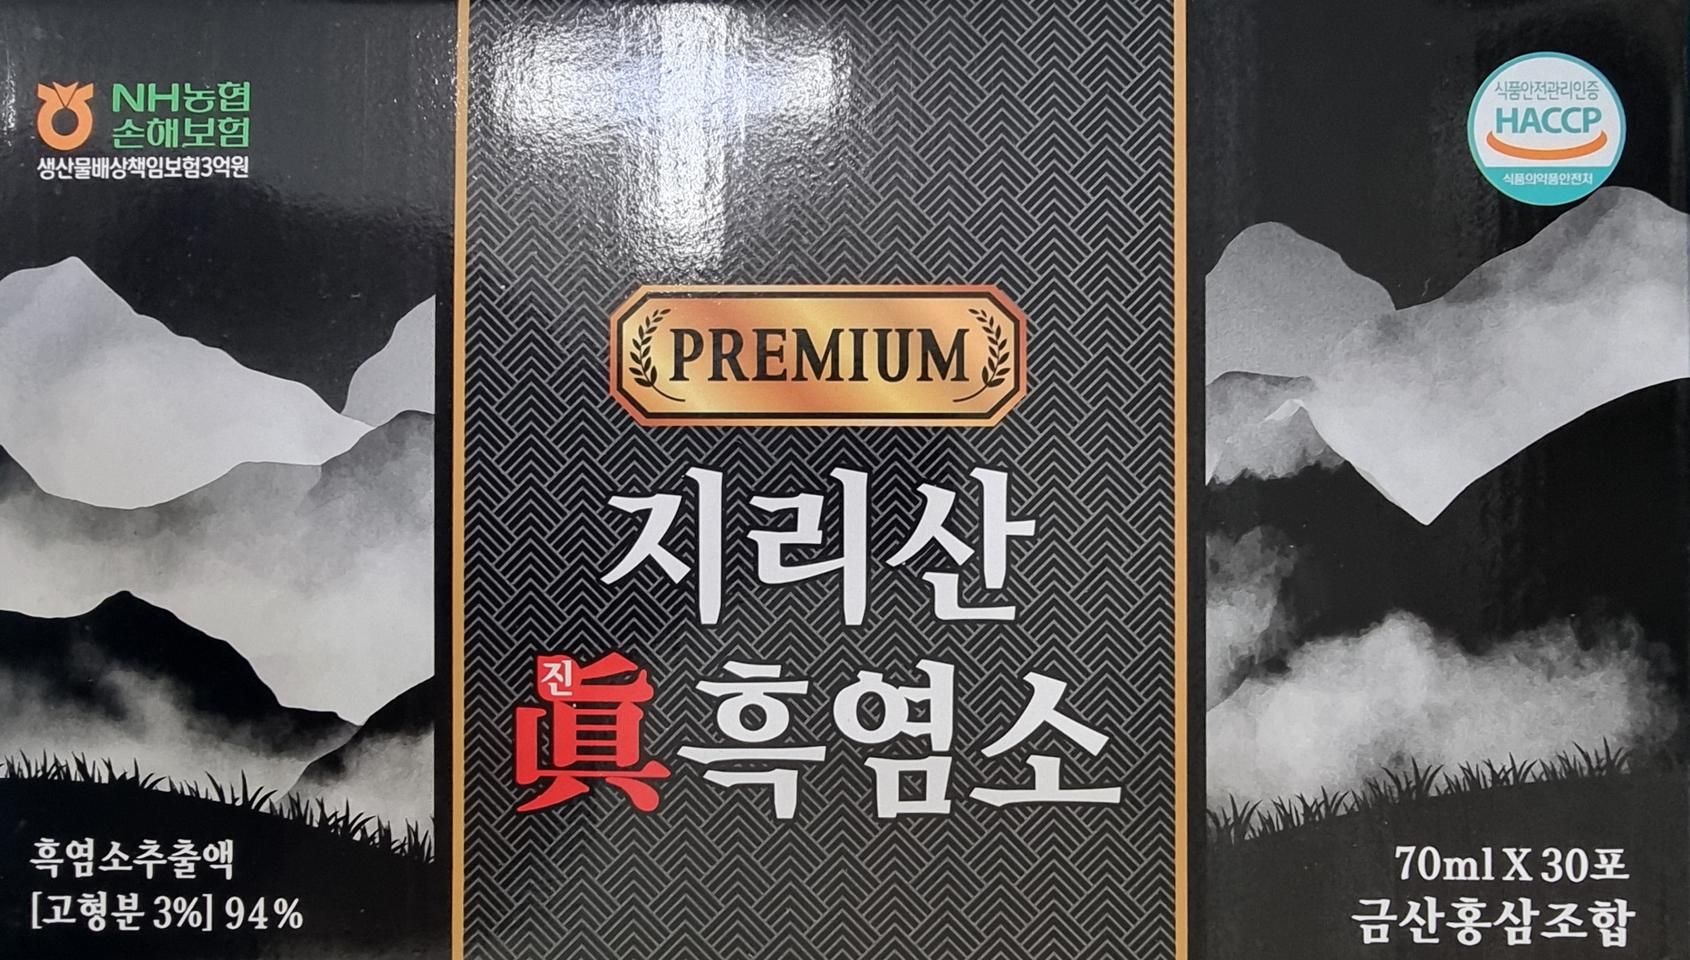 NH농협
손해보험
생산물배상책임보험3억원
식품안전관리인증
HACCP
식품의약품안전처
PREMIUM
지리산
진
眞흑염소
흑염소추출액
[고형분 3%] 94%
70ml X 30포
금산홍삼조합